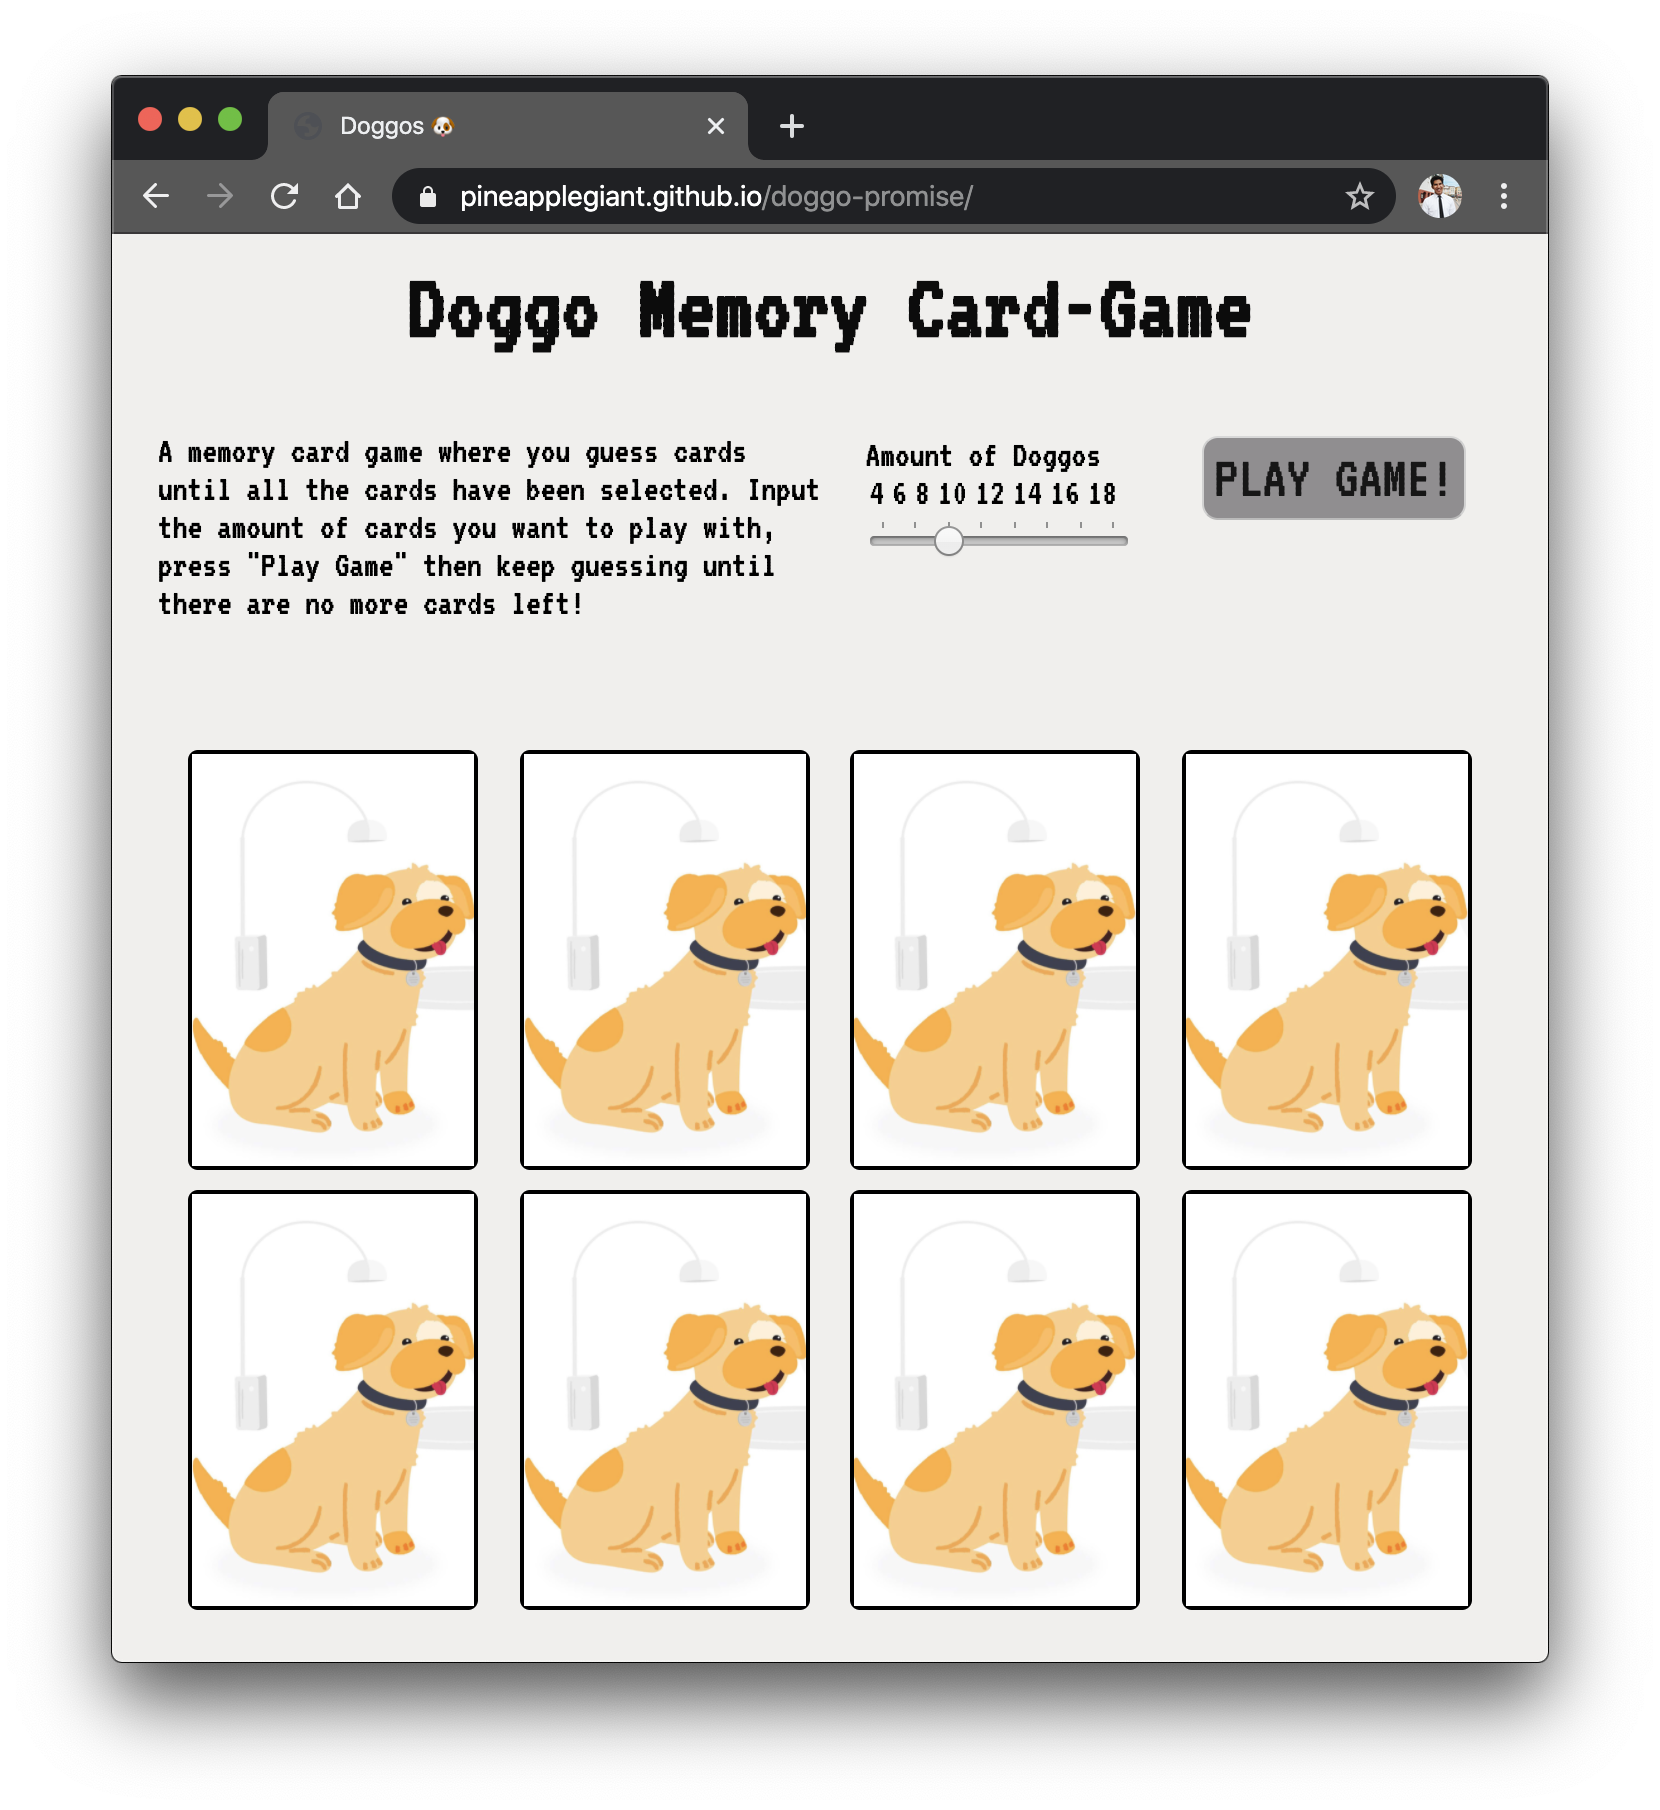 Doggos 🐶
pineapplegiant.github.io/doggo-promise/
Doggo Memory Card-Game
A memory card game where you guess cards
until all the cards have been selected. Input
the amount of cards you want to play with,
press "Play Game" then keep guessing until
there are no more cards left!
Amount of Doggos
4 6 8 10 12 14 16 18
PLAY GAME!